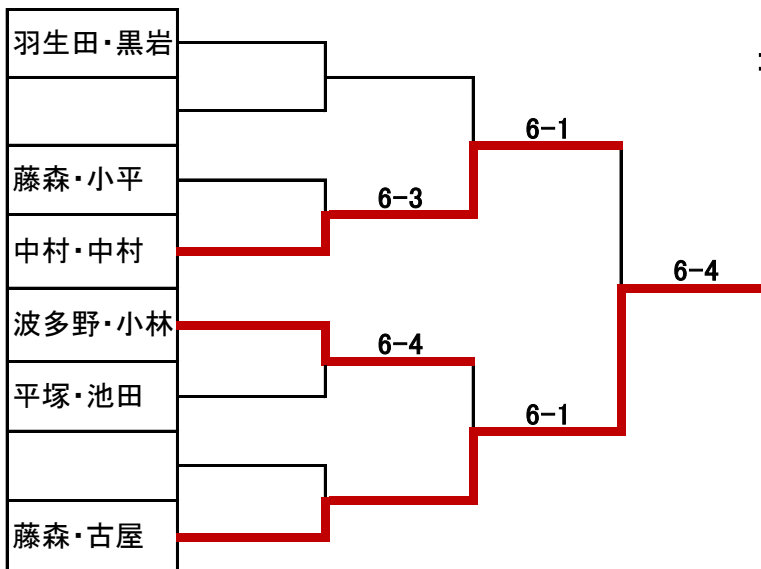 羽生田・黒岩
6-1
藤森・小平
6-3
中村・中村
6-4
波多野・小林
6-4
平塚・池田
6-1
藤森・古屋